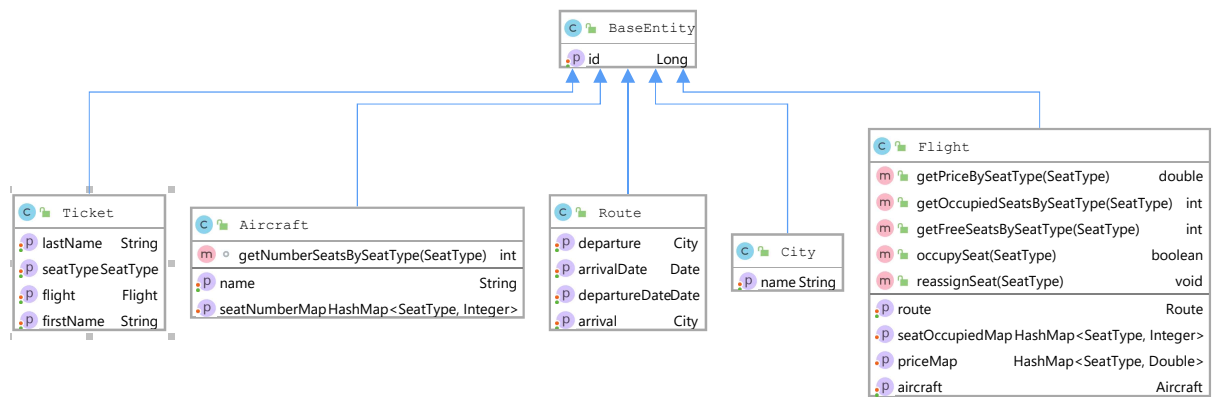 C BaseEntity
p id Long
C Ticket
p lastName String
p seatType SeatType
p flight Flight
p firstName String
C Aircraft
m getNumberSeatsBySeatType(SeatType) int
p name String
p seatNumberMap HashMap<SeatType, Integer>
C Route
p departure City
p arrivalDate Date
p departureDate Date
p arrival City
C City
p name String
C Flight
m getPriceBySeatType(SeatType) double
m getOccupiedSeatsBySeatType(SeatType) int
m getFreeSeatsBySeatType(SeatType) int
m occupySeat(SeatType) boolean
m reassignSeat(SeatType) void
p route Route
p seatOccupiedMap HashMap<SeatType, Integer>
p priceMap HashMap<SeatType, Double>
p aircraft Aircraft